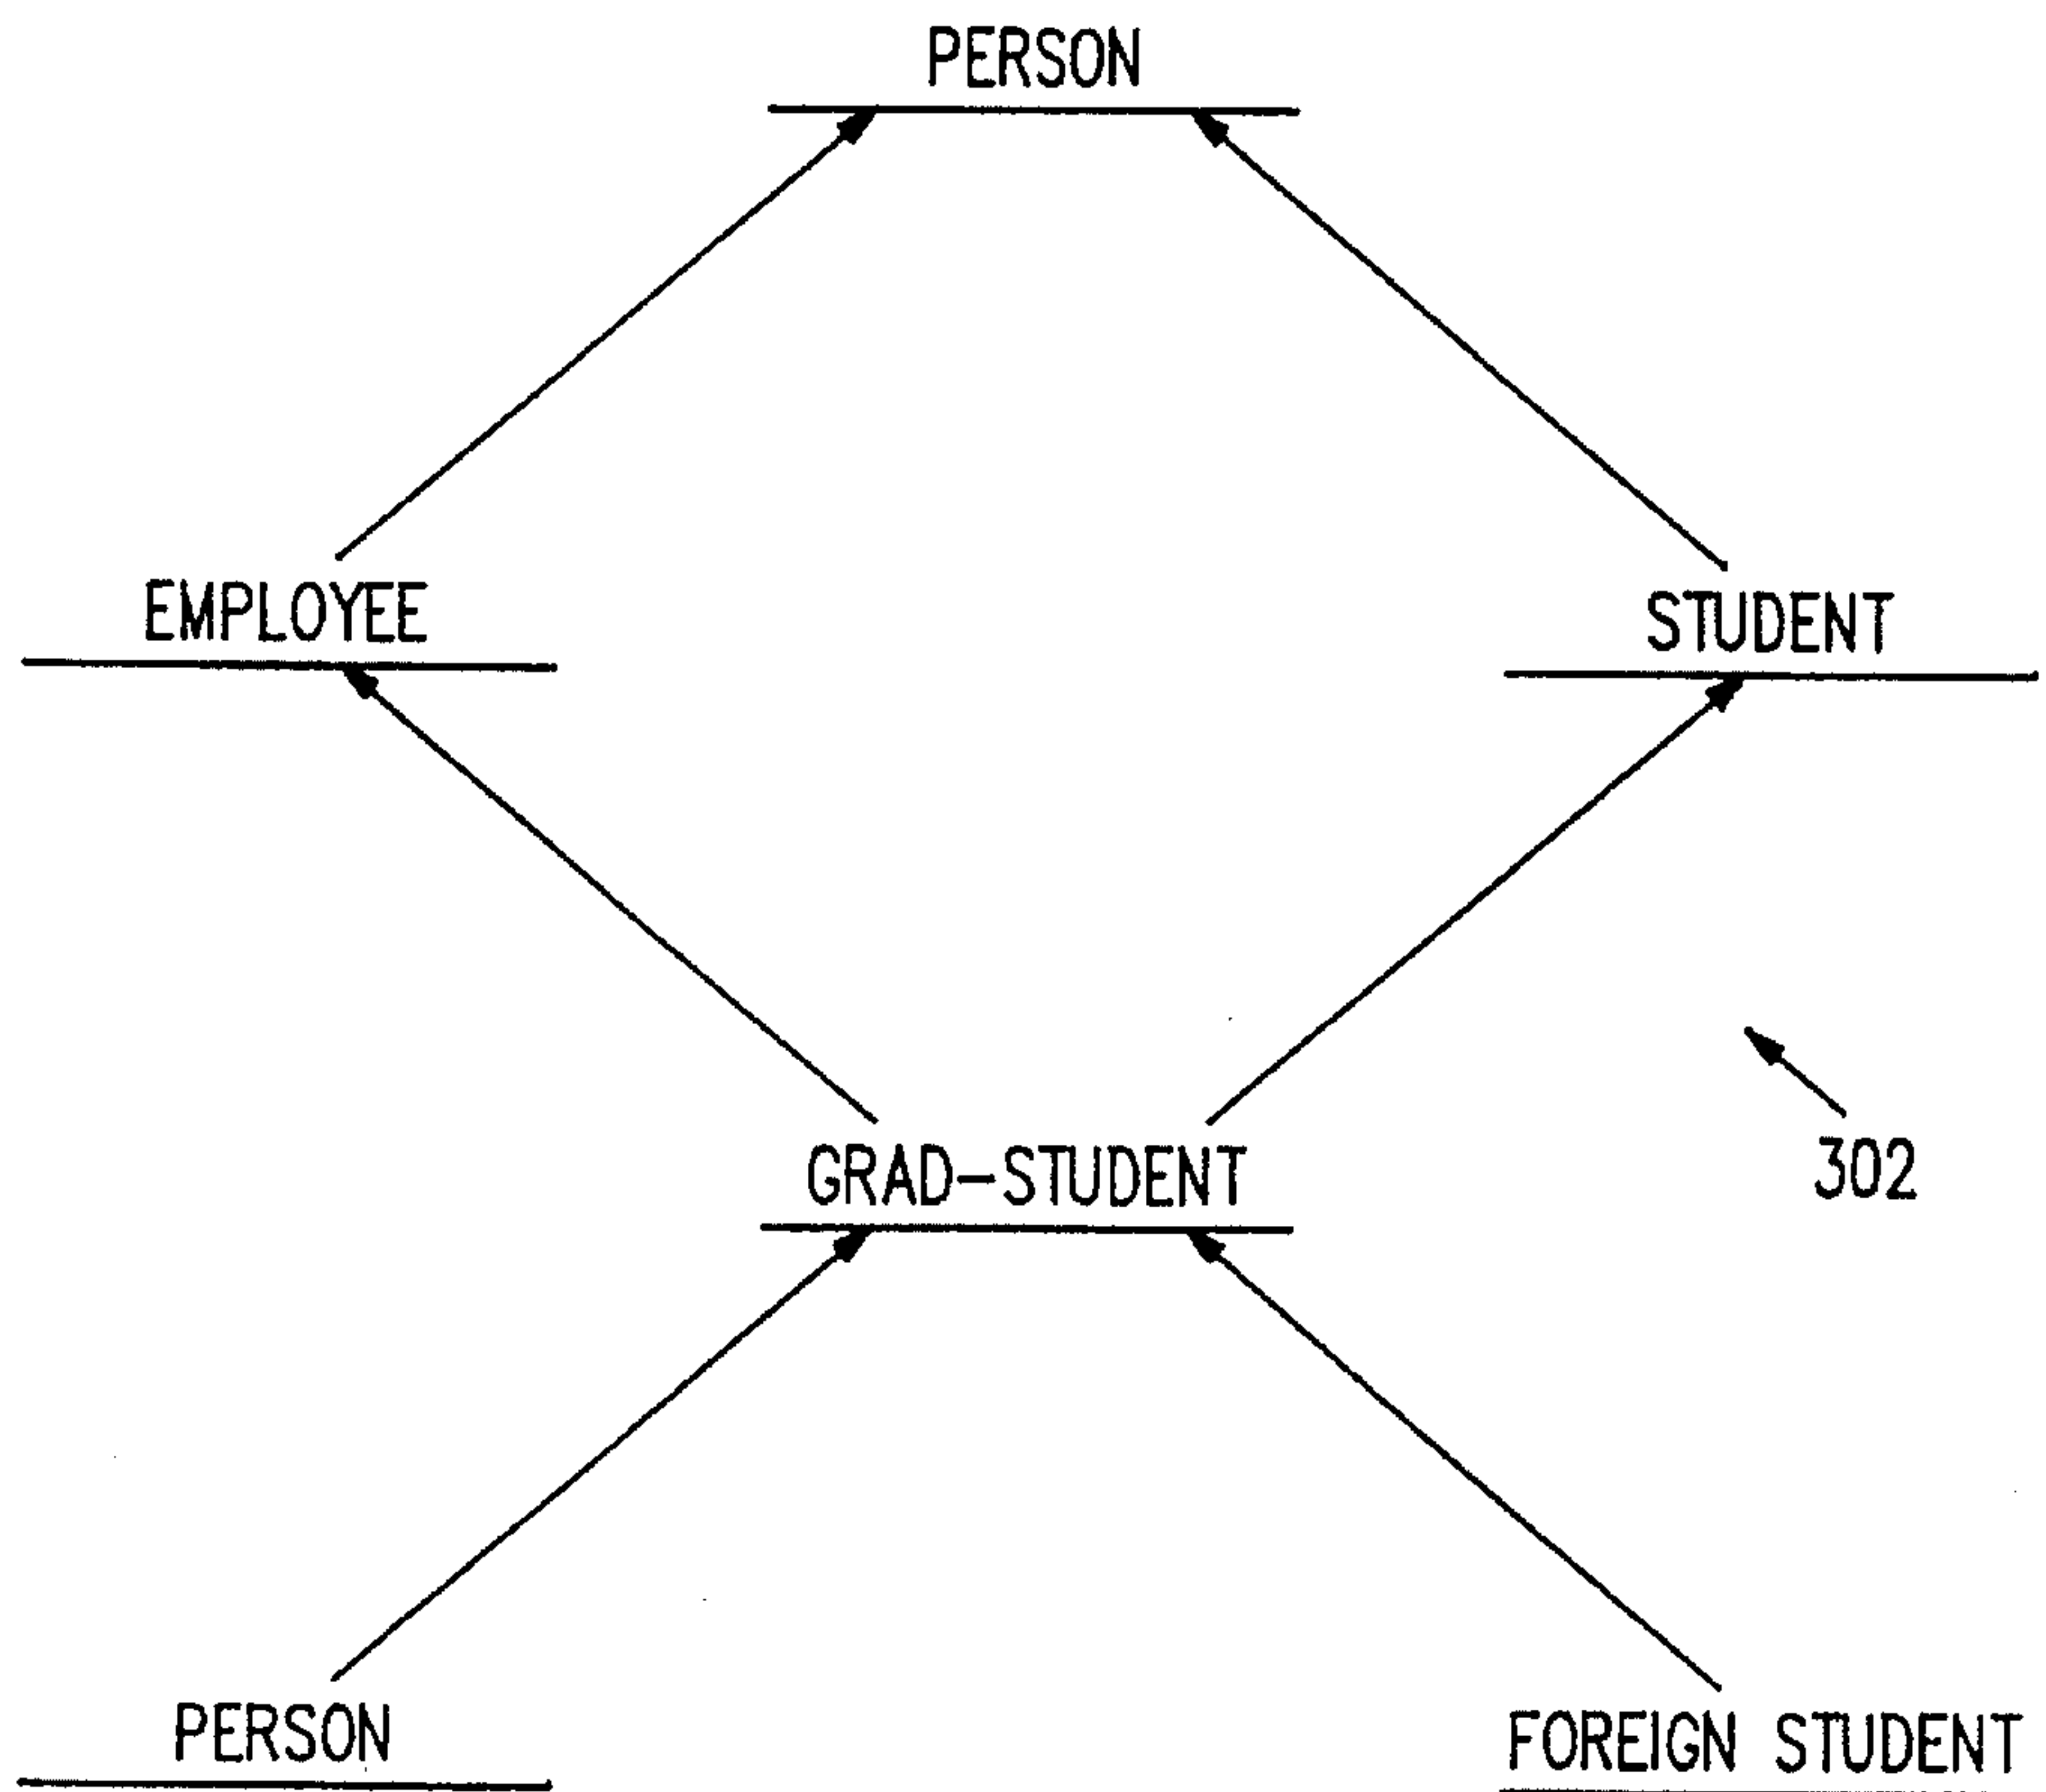 PERSON
EMPLOYEE
STUDENT
GRAD-STUDENT
302
PERSON
FOREIGN STUDENT